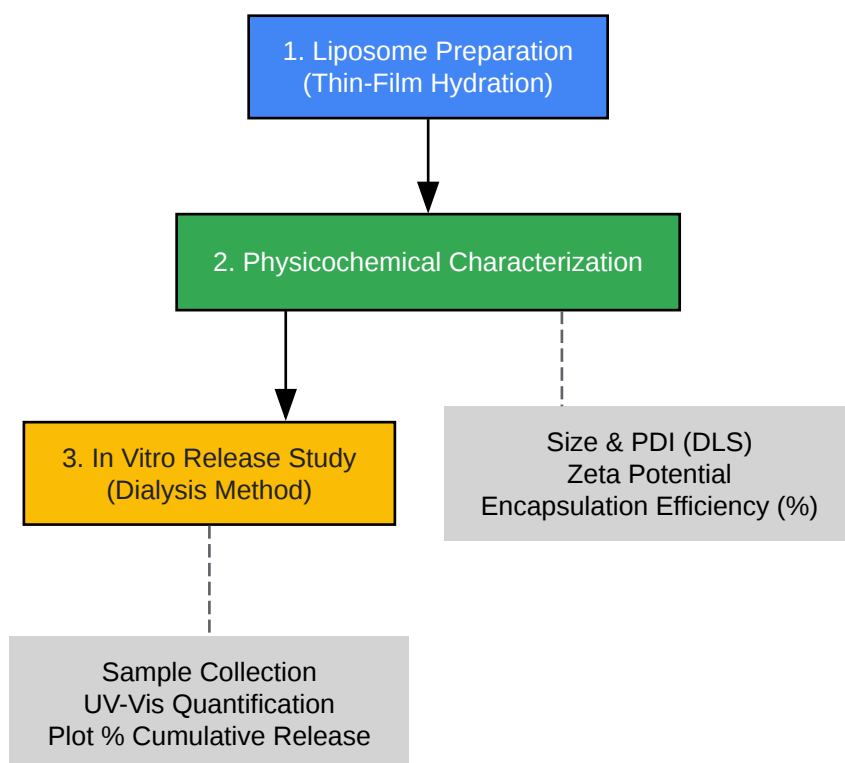 1. Liposome Preparation
(Thin-Film Hydration)
2. Physicochemical Characterization
3. In Vitro Release Study
(Dialysis Method)
Size & PDI (DLS)
Zeta Potential
Encapsulation Efficiency (%)
Sample Collection
UV-Vis Quantification
Plot % Cumulative Release